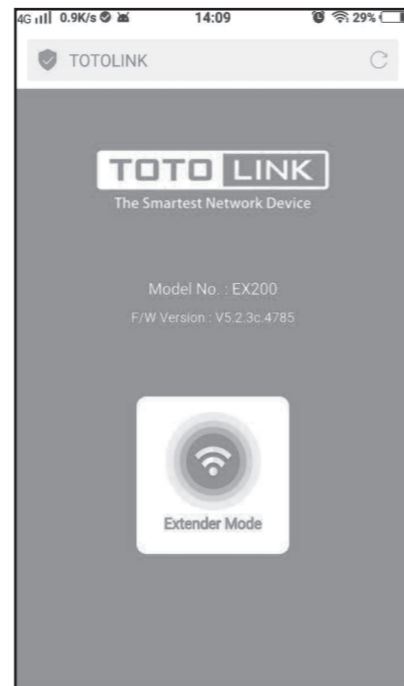 4G 0.9K/s 14:09 29%
TOTOLINK
TOTO LINK
The Smartest Network Device
Model No. : EX200
F/W Version : V5.2.3c.4785
Extender Mode